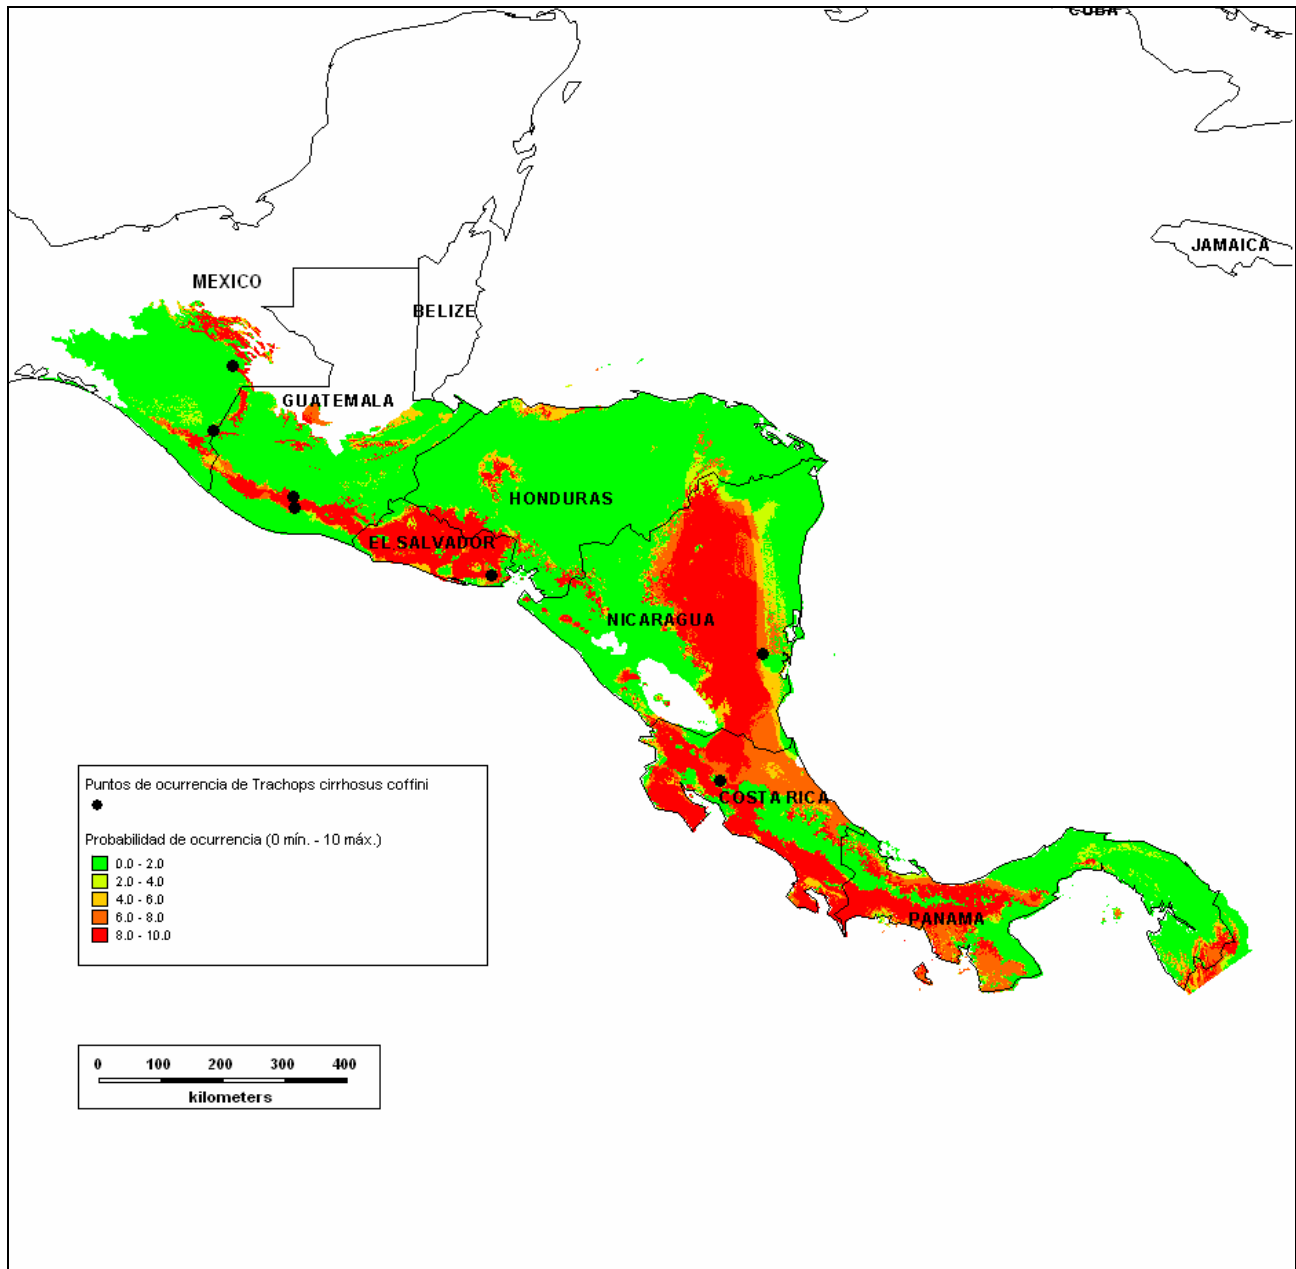 CUBA
JAMAICA
MEXICO
BELIZE
GUATEMALA
HONDURAS
EL SALVADOR
NICARAGUA
COSTA RICA
PANAMA
Puntos de ocurrencia de Trachops cirrhosus coffini
Probabilidad de ocurrencia (0 mín. - 10 máx.)
0.0 - 2.0
2.0 - 4.0
4.0 - 6.0
6.0 - 8.0
8.0 - 10.0
0 100 200 300 400
kilometers